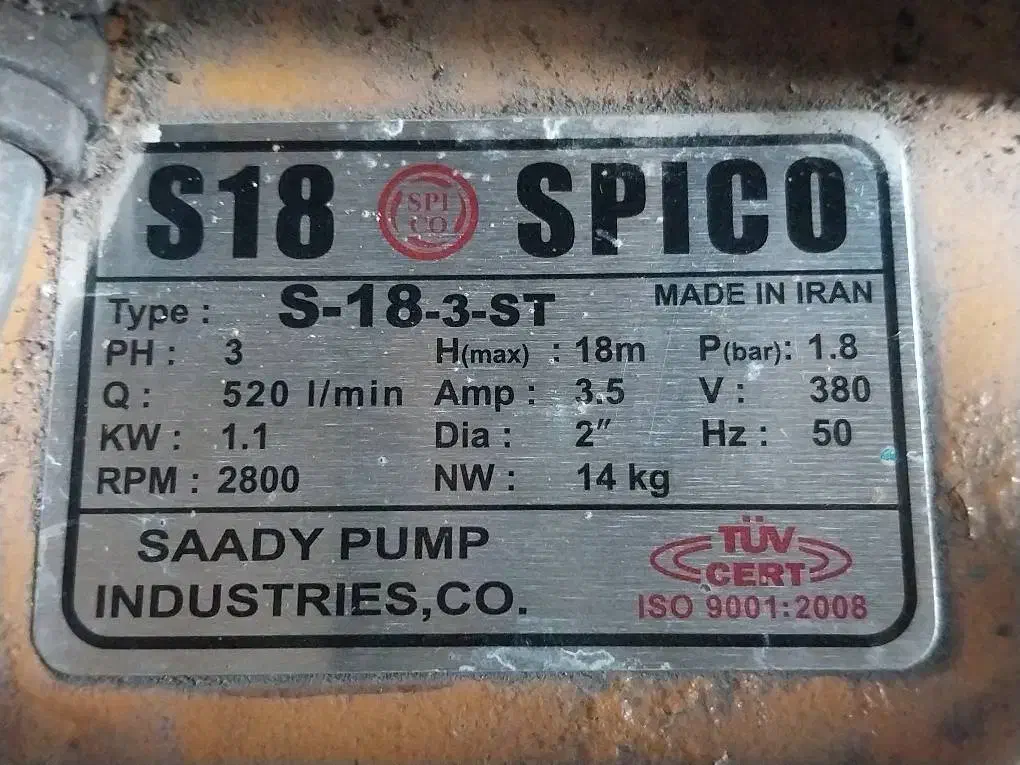 S18 SPI CO SPICO
Type : S-18-3-ST MADE IN IRAN
PH : 3 H(max) : 18m P(bar): 1.8
Q : 520 l/min Amp : 3.5 V : 380
KW : 1.1 Dia : 2″ Hz : 50
RPM : 2800 NW : 14 kg
SAADY PUMP
INDUSTRIES,CO.
TÜV
CERT
ISO 9001:2008